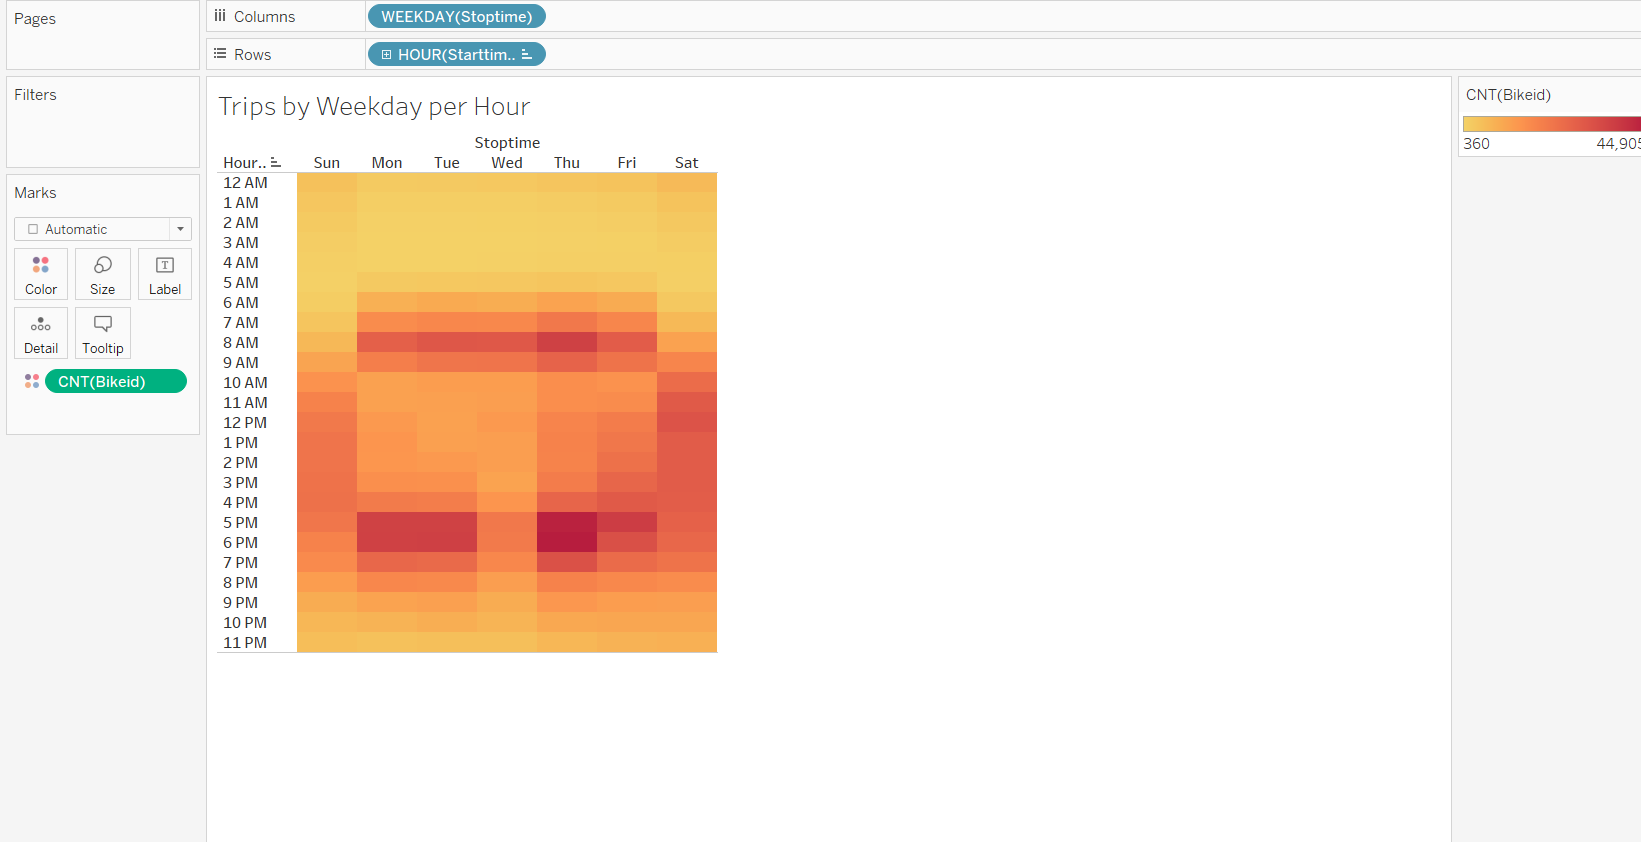 Pages
Columns
WEEKDAY(Stoptime)
Rows
HOUR(Starttim..
Filters
Marks
Automatic
Color
Size
Label
Detail
Tooltip
CNT(Bikeid)
Trips by Weekday per Hour
Stoptime
Hour.. Sun Mon Tue Wed Thu Fri Sat
12 AM
1 AM
2 AM
3 AM
4 AM
5 AM
6 AM
7 AM
8 AM
9 AM
10 AM
11 AM
12 PM
1 PM
2 PM
3 PM
4 PM
5 PM
6 PM
7 PM
8 PM
9 PM
10 PM
11 PM
CNT(Bikeid)
360 44,905